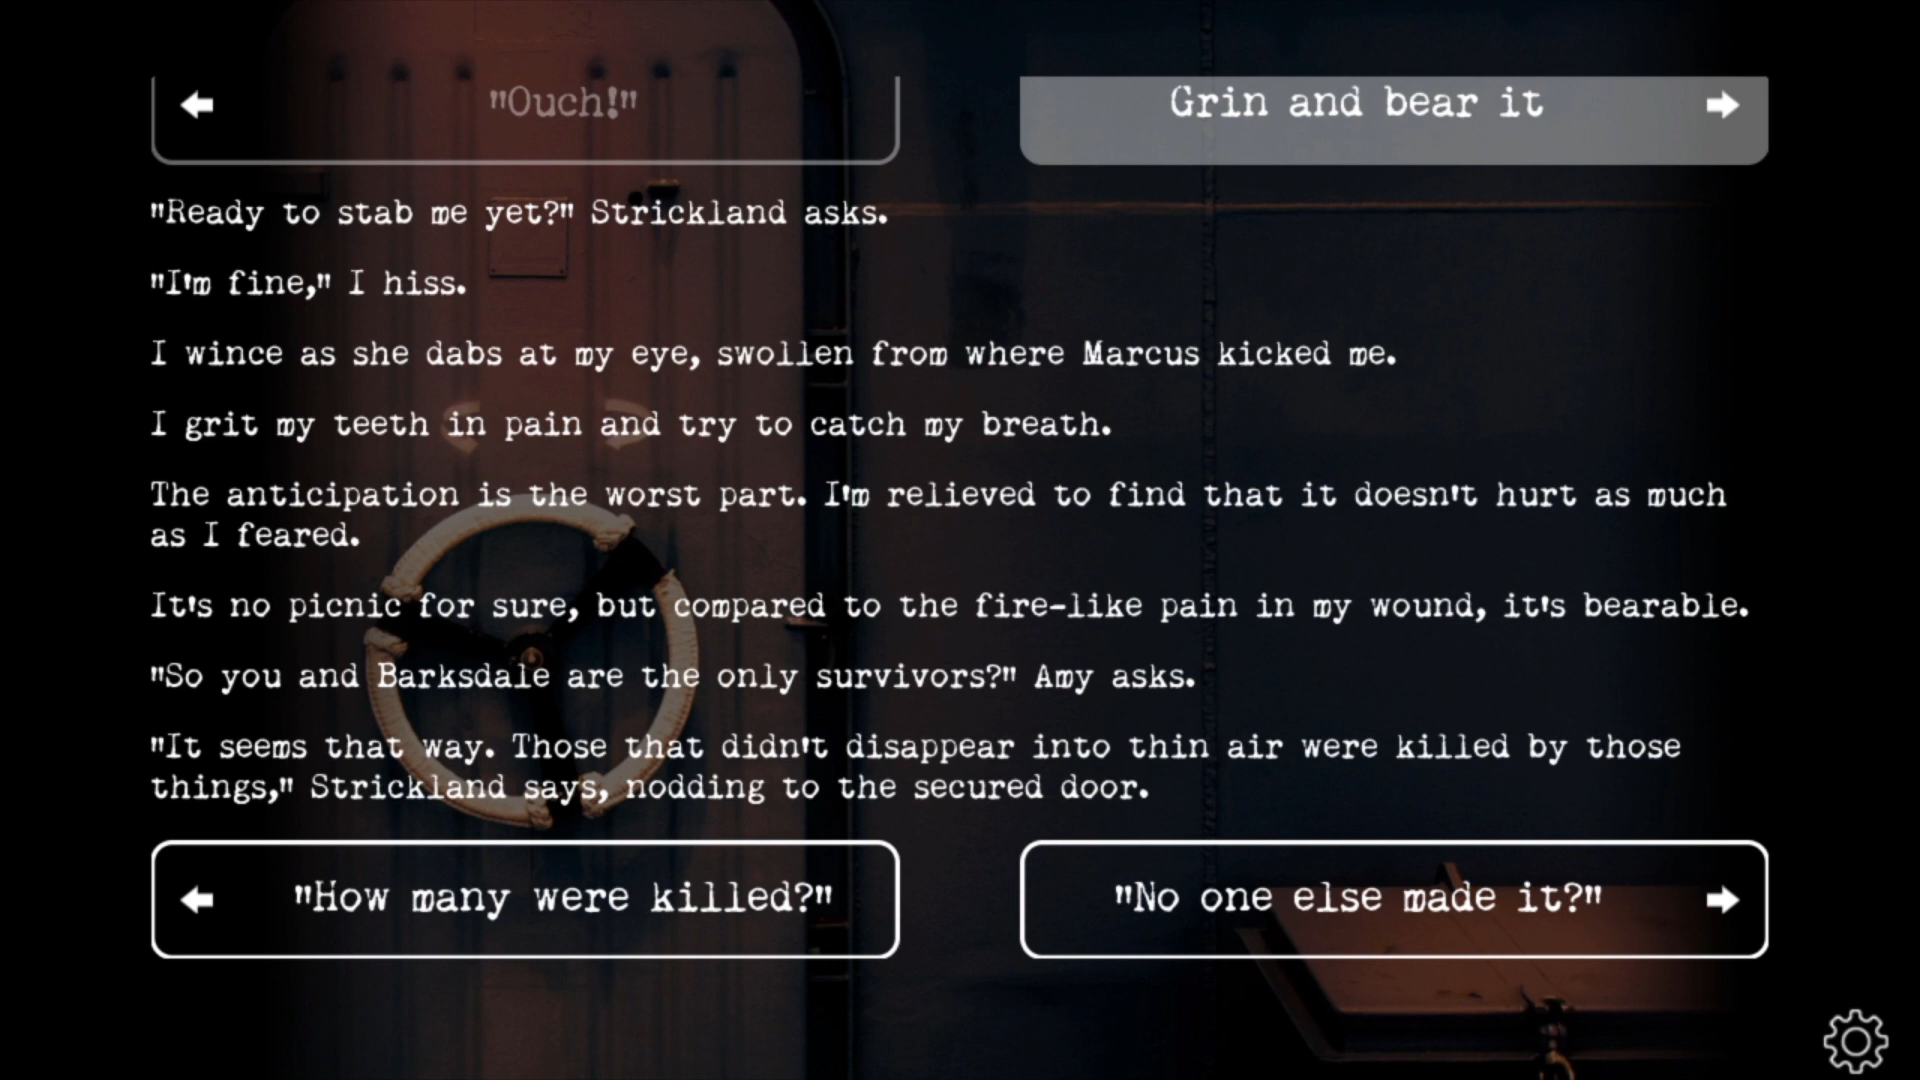 "Ouch!"
Grin and bear it
"Ready to stab me yet?" Strickland asks.
"I'm fine," I hiss.
I wince as she dabs at my eye, swollen from where Marcus kicked me.
I grit my teeth in pain and try to catch my breath.
The anticipation is the worst part. I'm relieved to find that it doesn't hurt as much
as I feared.
It's no picnic for sure, but compared to the fire-like pain in my wound, it's bearable.
"So you and Barksdale are the only survivors?" Amy asks.
"It seems that way. Those that didn't disappear into thin air were killed by those
things," Strickland says, nodding to the secured door.
"How many were killed?"
"No one else made it?"